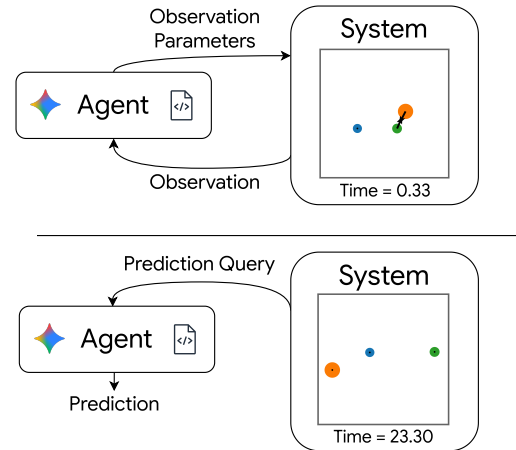 Observation
Parameters
System
Agent
</>
Observation
Time = 0.33
Prediction Query
System
Agent
</>
Prediction
Time = 23.30